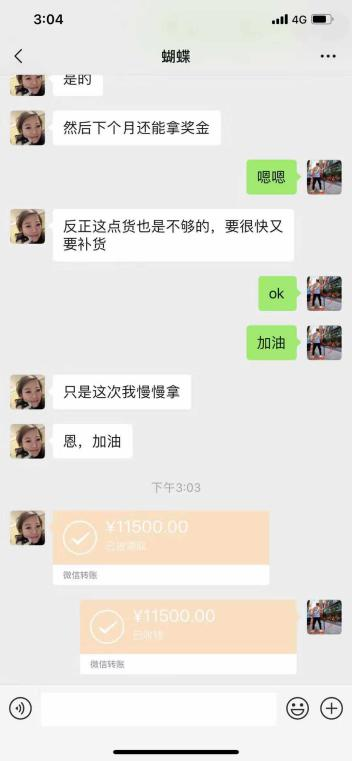 3:04
4G
蝴蝶
是的
然后下个月还能拿奖金
嗯嗯
反正这点货也是不够的，要很快又
要补货
ok
加油
只是这次我慢慢拿
恩，加油
下午3:03
¥11500.00
已被领取
微信转账
¥11500.00
已收钱
微信转账